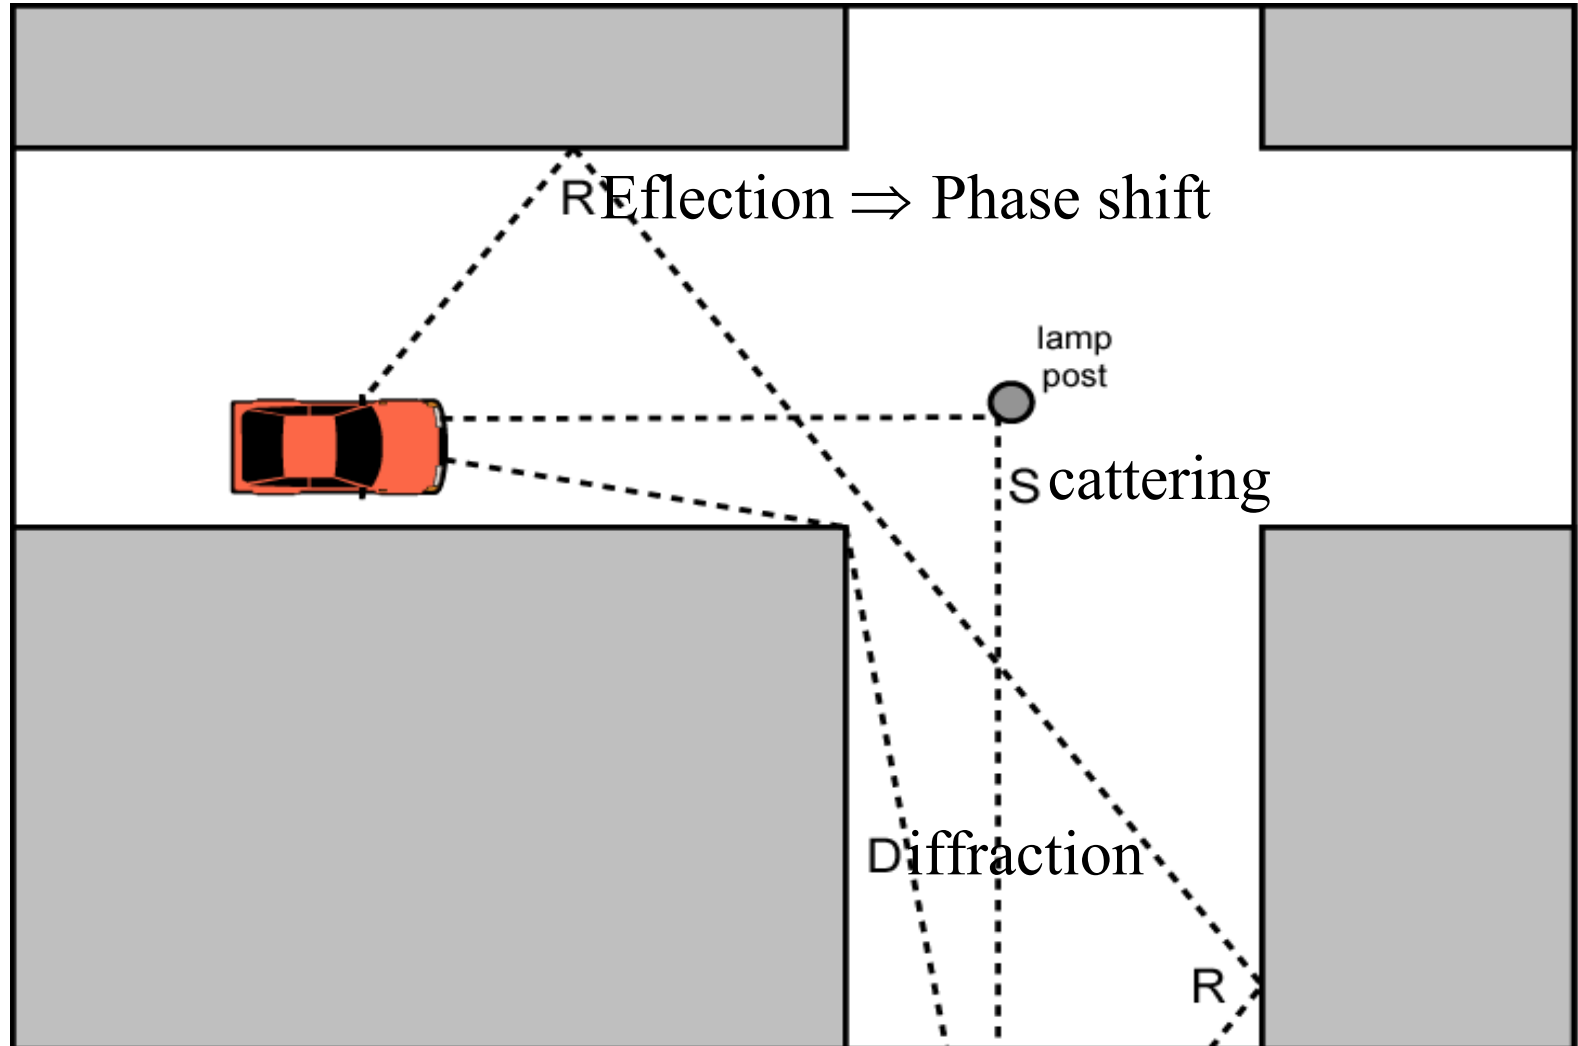 REflection ⇒ Phase shift
lamp
post
Scattering
Diffraction
R